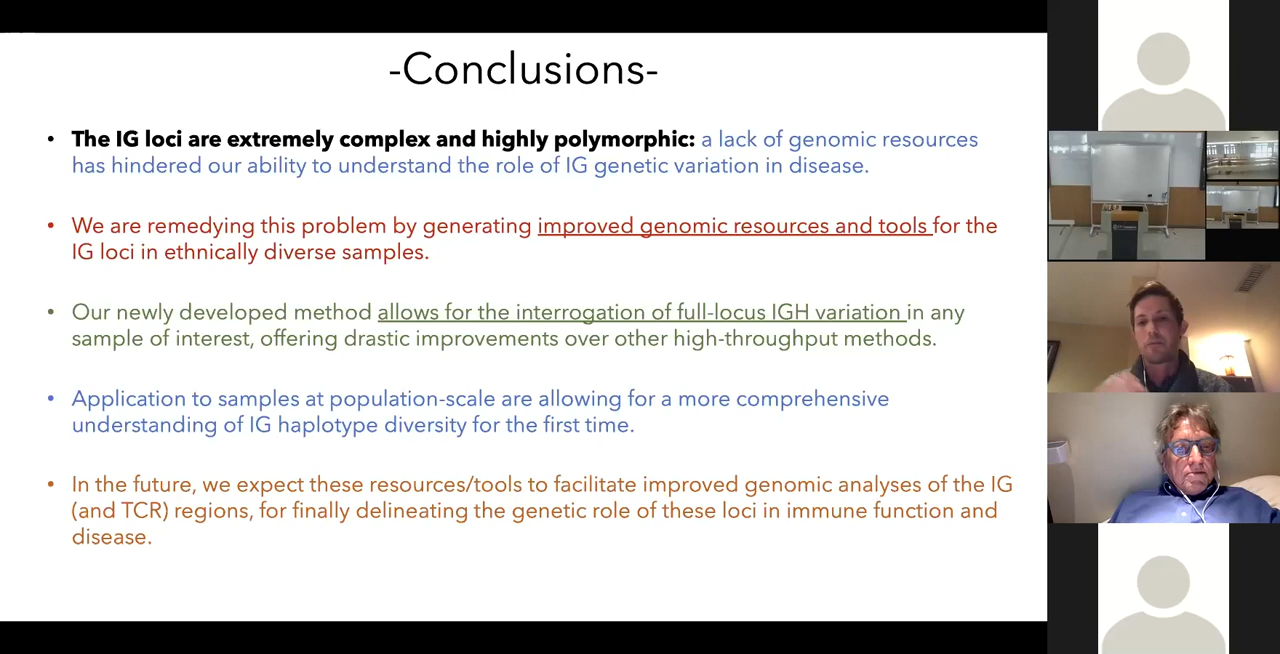 -Conclusions-
• The IG loci are extremely complex and highly polymorphic: a lack of genomic resources
has hindered our ability to understand the role of IG genetic variation in disease.
• We are remedying this problem by generating improved genomic resources and tools for the
IG loci in ethnically diverse samples.
• Our newly developed method allows for the interrogation of full-locus IGH variation in any
sample of interest, offering drastic improvements over other high-throughput methods.
• Application to samples at population-scale are allowing for a more comprehensive
understanding of IG haplotype diversity for the first time.
• In the future, we expect these resources/tools to facilitate improved genomic analyses of the IG
(and TCR) regions, for finally delineating the genetic role of these loci in immune function and
disease.